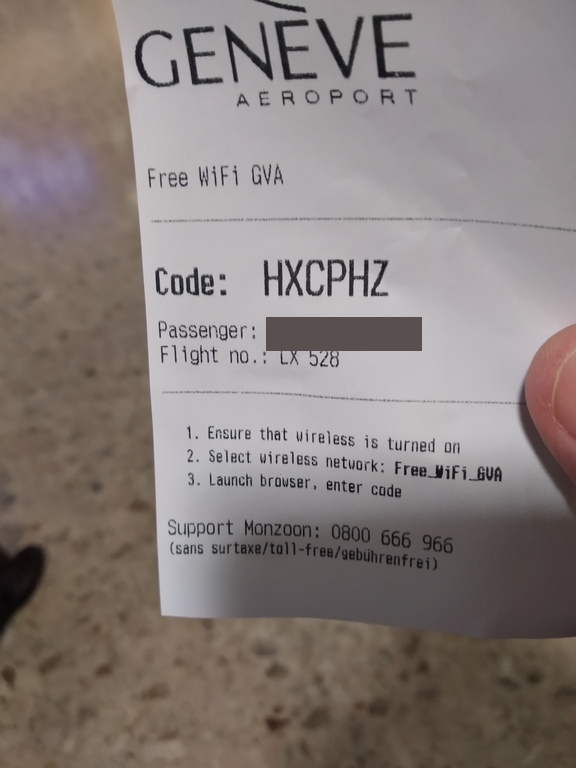 GENÈVE
AEROPORT
Free WiFi GVA
Code: HXCPHZ
Passenger:
Flight no.: LX 528
1. Ensure that wireless is turned on
2. Select wireless network: Free_WiFi_GVA
3. Launch browser, enter code
Support Monzoon: 0800 666 966
(sans surtaxe/toll-free/gebührenfrei)